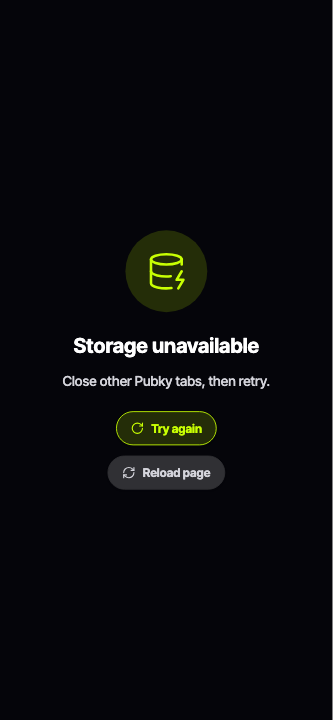 Storage unavailable
Close other Pubky tabs, then retry.
Try again
Reload page